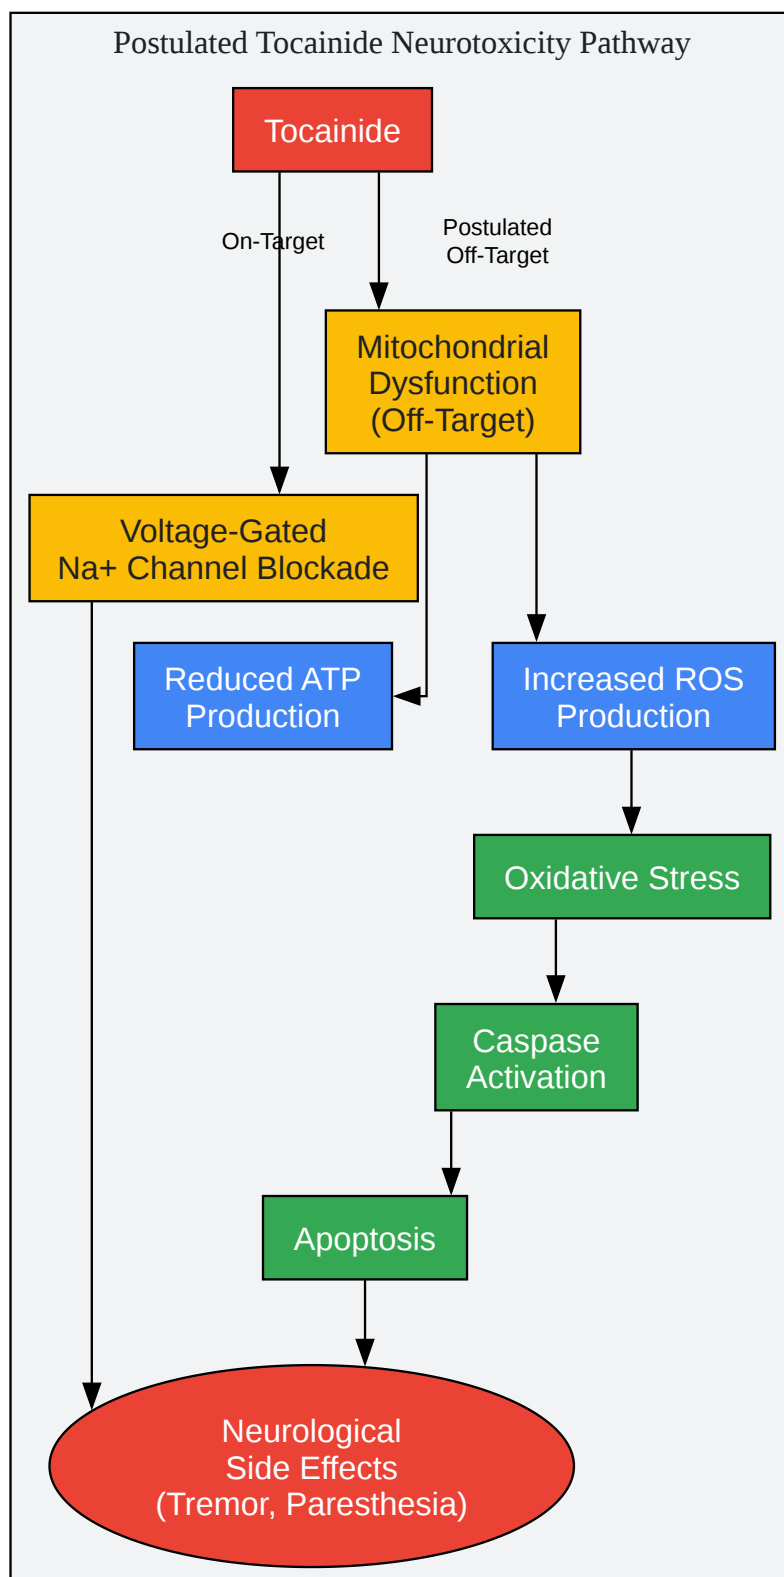 Postulated Tocainide Neurotoxicity Pathway
Tocainide
On-Target
Postulated
Off-Target
Mitochondrial
Dysfunction
(Off-Target)
Voltage-Gated
Na+ Channel Blockade
Reduced ATP
Production
Increased ROS
Production
Oxidative Stress
Caspase
Activation
Apoptosis
Neurological
Side Effects
(Tremor, Paresthesia)